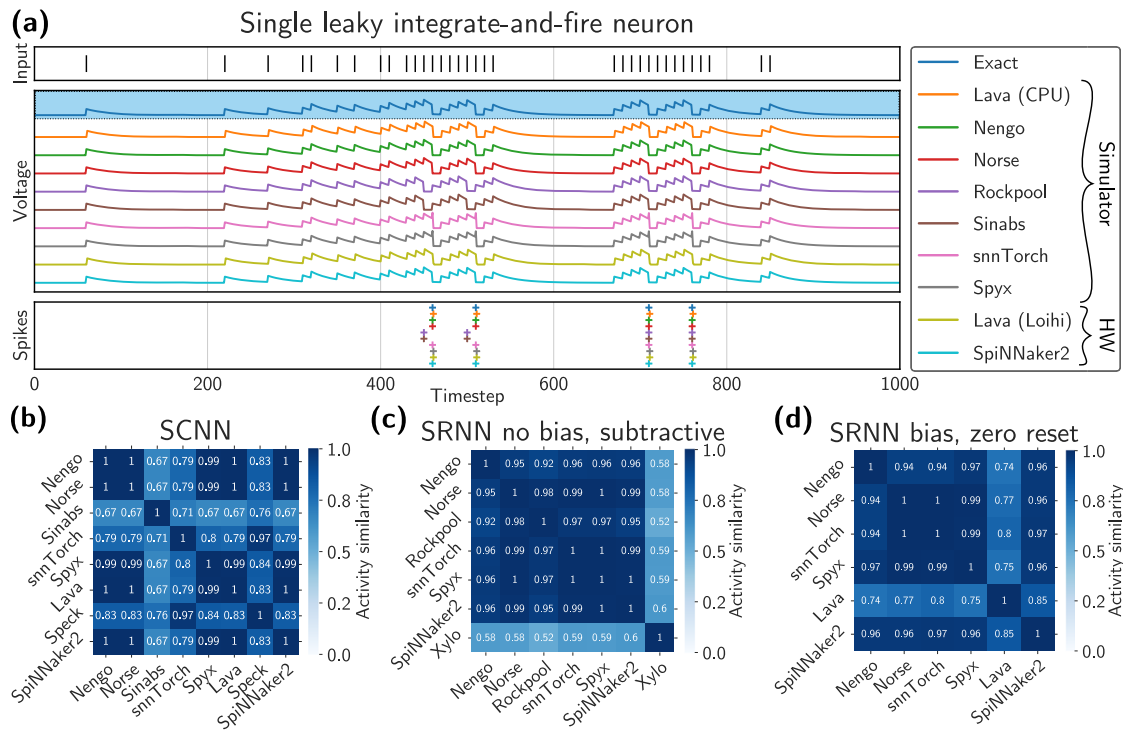 (a) Single leaky integrate-and-fire neuron
Input
Voltage
Spikes
0 200 400 600 800 1000
Timestep
Exact
Lava (CPU)
Nengo
Norse
Rockpool
Sinabs
snnTorch
Spyx
Lava (Loihi)
SpiNNaker2
Simulator
HW
(b) SCNN
Nengo 1 1 0.67 0.79 0.99 1 0.83 1
Norse 1 1 0.67 0.79 0.99 1 0.83 1
Sinabs 0.67 0.67 1 0.71 0.67 0.67 0.76 0.67
snnTorch 0.79 0.79 0.71 1 0.8 0.79 0.97 0.79
Spyx 0.99 0.99 0.67 0.8 1 0.99 0.84 0.99
Lava 1 1 0.67 0.79 0.99 1 0.83 1
Speck 0.83 0.83 0.76 0.97 0.84 0.83 1 0.83
SpiNNaker2 1 1 0.67 0.79 0.99 1 0.83 1
Nengo Norse Sinabs snnTorch Spyx Lava Speck SpiNNaker2
1.0
0.8
0.6
0.4
0.2
0.0
Activity similarity
(c) SRNN no bias, subtractive
Nengo 1 0.95 0.92 0.96 0.96 0.96 0.58
Norse 0.95 1 0.98 0.99 1 0.99 0.58
Rockpool 0.92 0.98 1 0.97 0.97 0.95 0.52
snnTorch 0.96 0.99 0.97 1 1 0.99 0.59
Spyx 0.96 1 0.97 1 1 1 0.59
SpiNNaker2 0.96 0.99 0.95 0.99 1 1 0.6
Xylo 0.58 0.58 0.52 0.59 0.59 0.6 1
Nengo Norse Rockpool snnTorch Spyx SpiNNaker2 Xylo
1.0
0.8
0.6
0.4
0.2
0.0
Activity similarity
(d) SRNN bias, zero reset
Nengo 1 0.94 0.94 0.97 0.74 0.96
Norse 0.94 1 1 0.99 0.77 0.96
snnTorch 0.94 1 1 0.99 0.8 0.97
Spyx 0.97 0.99 0.99 1 0.75 0.96
Lava 0.74 0.77 0.8 0.75 1 0.85
SpiNNaker2 0.96 0.96 0.97 0.96 0.85 1
Nengo Norse snnTorch Spyx Lava SpiNNaker2
1.0
0.8
0.6
0.4
0.2
0.0
Activity similarity